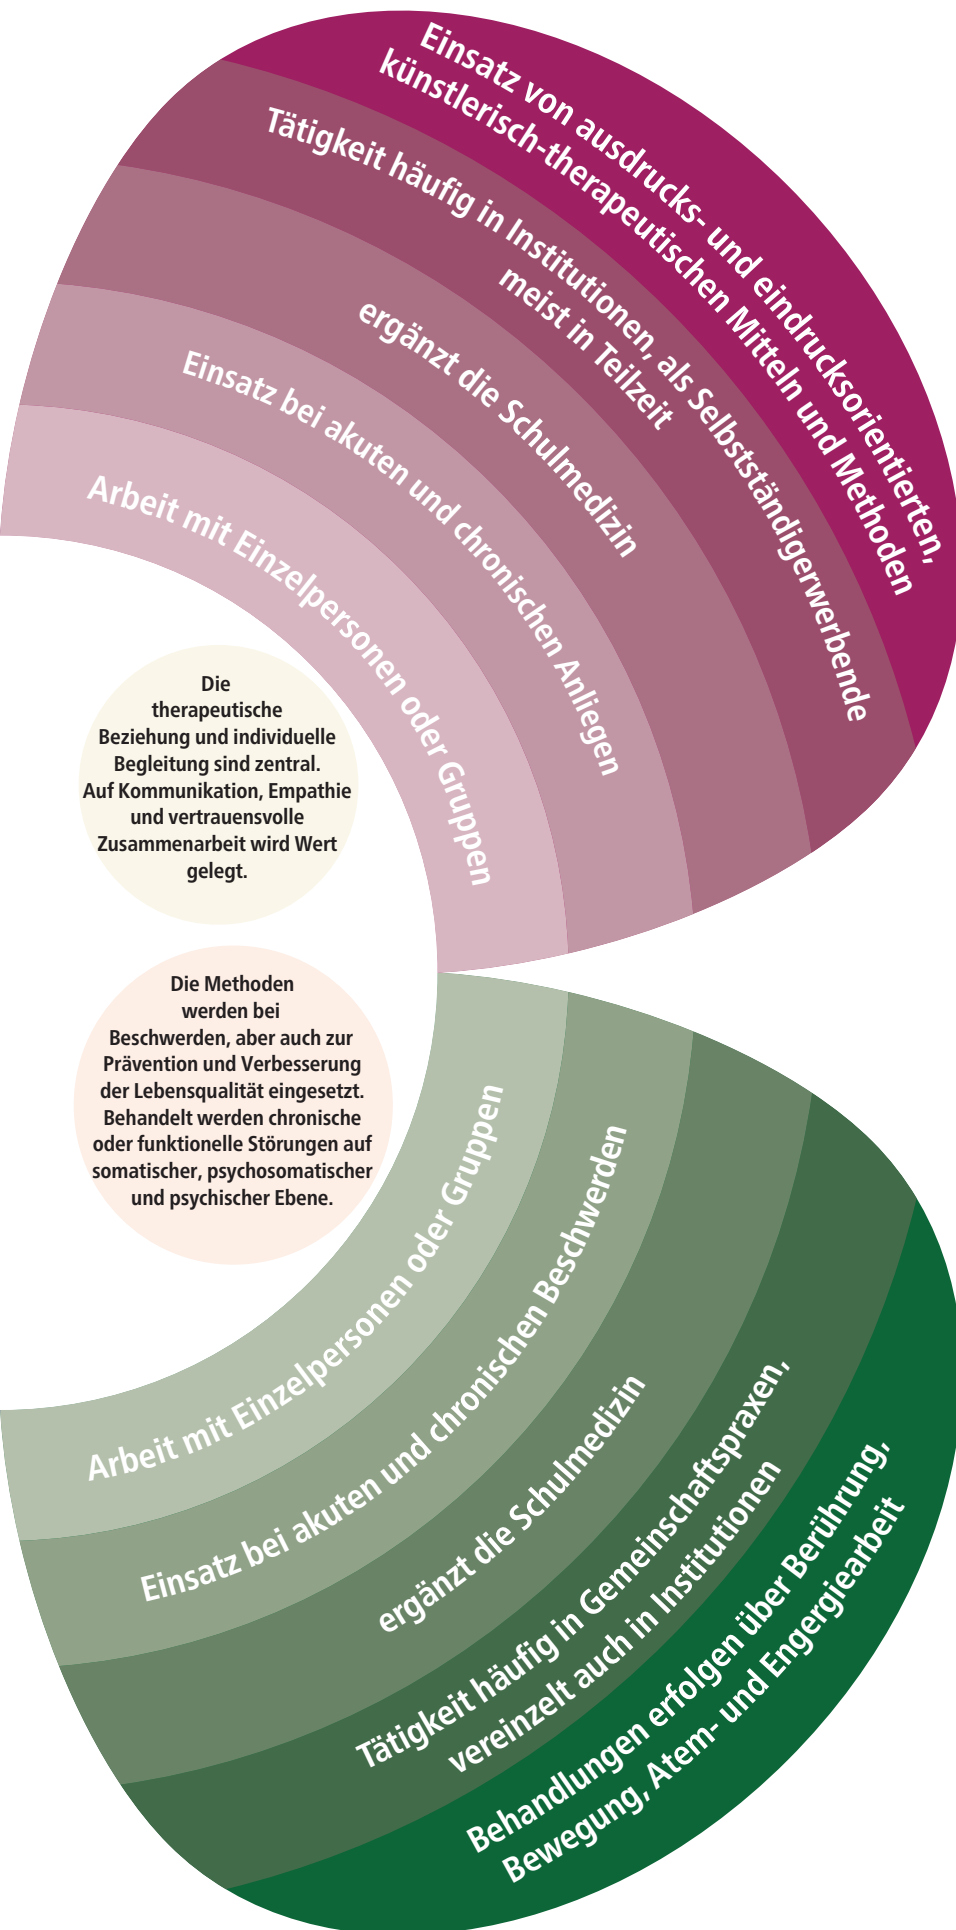 Einsatz von ausdrucks- und eindrucksorientierten,
künstlerisch-therapeutischen Mitteln und Methoden
Tätigkeit häufig in Institutionen, als Selbstständigerwerbende
meist in Teilzeit
ergänzt die Schulmedizin
Einsatz bei akuten und chronischen Anliegen
Arbeit mit Einzelpersonen oder Gruppen
Die
therapeutische
Beziehung und individuelle
Begleitung sind zentral.
Auf Kommunikation, Empathie
und vertrauensvolle
Zusammenarbeit wird Wert
gelegt.
Die Methoden
werden bei
Beschwerden, aber auch zur
Prävention und Verbesserung
der Lebensqualität eingesetzt.
Behandelt werden chronische
oder funktionelle Störungen auf
somatischer, psychosomatischer
und psychischer Ebene.
Arbeit mit Einzelpersonen oder Gruppen
Einsatz bei akuten und chronischen Beschwerden
ergänzt die Schulmedizin
Tätigkeit häufig in Gemeinschaftspraxen,
vereinzelt auch in Institutionen
Behandlungen erfolgen über Berührung,
Bewegung, Atem- und Engergiearbeit